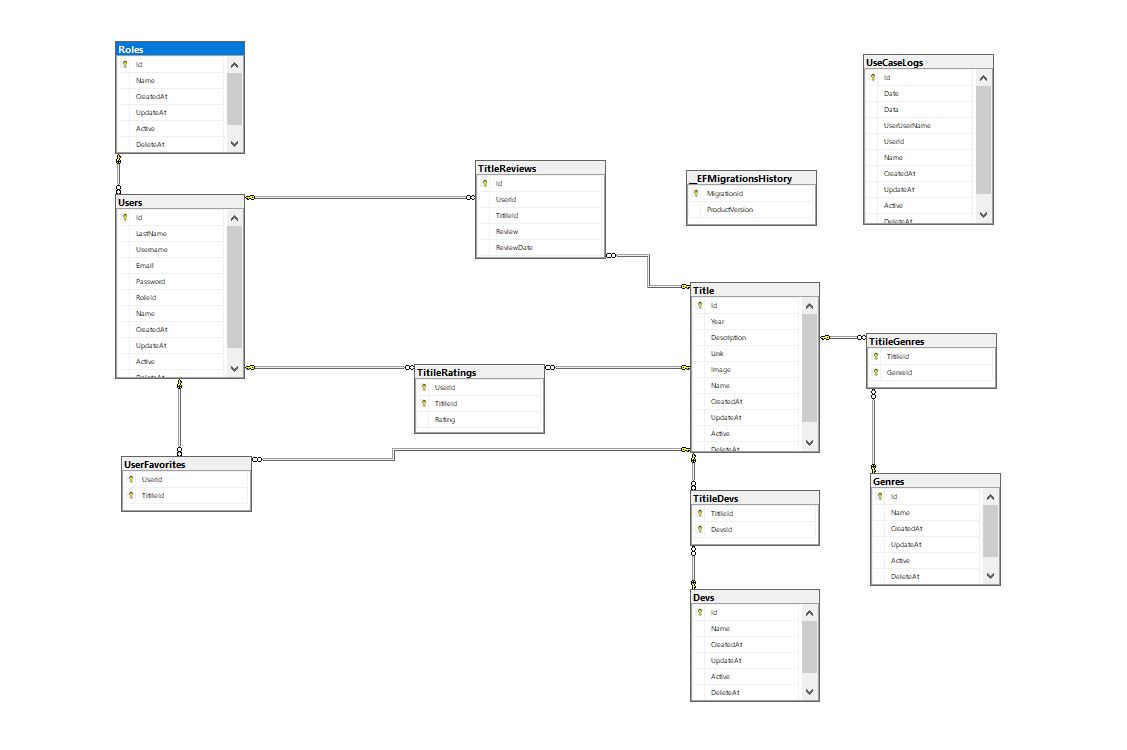 Roles
Id
Name
CreatedAt
UpdateAt
Active
DeleteAt
Users
Id
LastName
Username
Email
Password
RoleId
Name
CreatedAt
UpdateAt
Active
DeleteAt
UserFavorites
UserId
TitileId
TitleReviews
Id
UserId
TitileId
Review
ReviewDate
TitileRatings
UserId
TitileId
Rating
__EFMigrationsHistory
MigrationId
ProductVersion
Title
Id
Year
Description
Link
Image
Name
CreatedAt
UpdateAt
Active
DeleteAt
TitileDevs
TitileId
DevsId
Devs
Id
Name
CreatedAt
UpdateAt
Active
DeleteAt
UseCaseLogs
Id
Date
Data
UserUserName
UserId
Name
CreatedAt
UpdateAt
Active
DeleteAt
TitileGenres
TitileId
GenreId
Genres
Id
Name
CreatedAt
UpdateAt
Active
DeleteAt